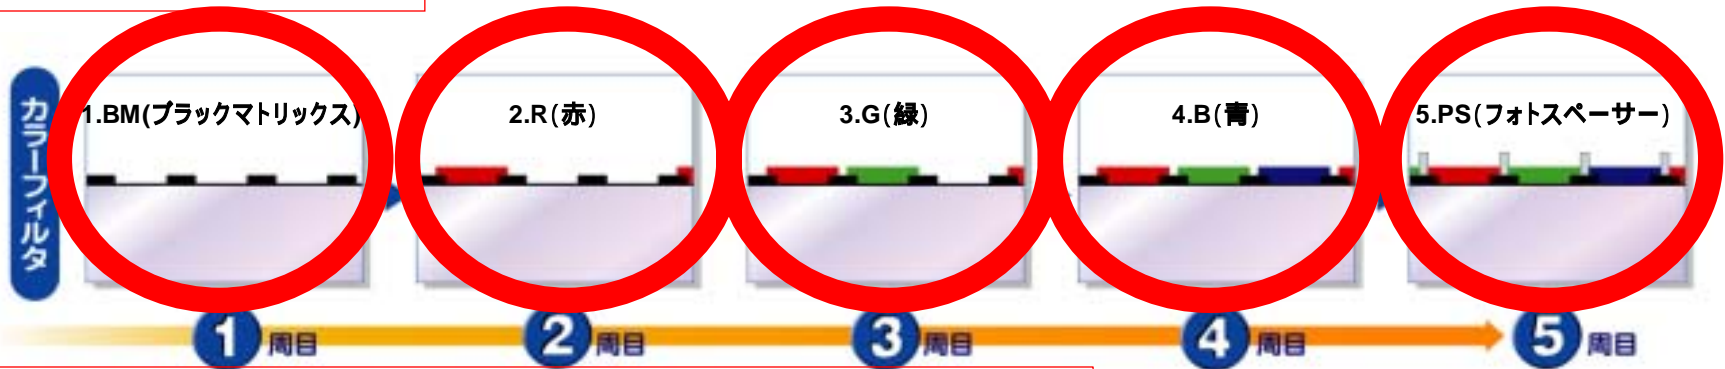 カラーフィルタ
1.BM(ブラックマトリックス)
2.R(赤)
3.G(緑)
4.B(青)
5.PS(フォトスペーサー)
1周目
2周目
3周目
4周目
5周目